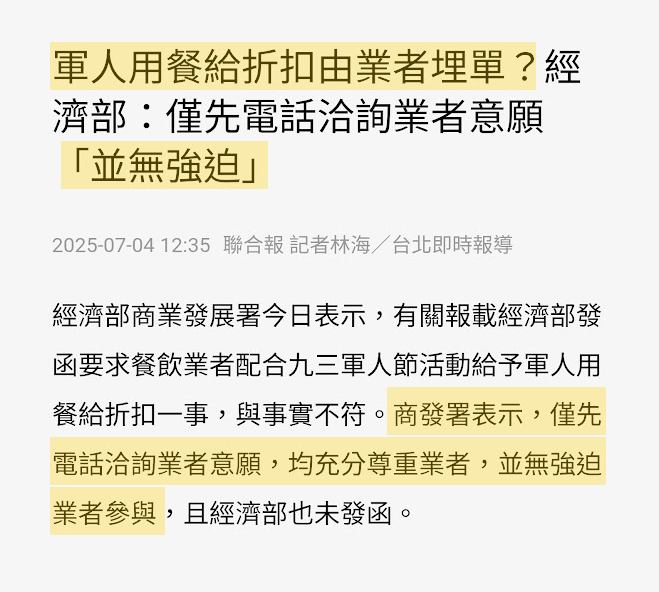 軍人用餐給折扣由業者埋單？經
濟部：僅先電話洽詢業者意願
「並無強迫」
2025-07-04 12:35 聯合報 記者林海／台北即時報導
經濟部商業發展署今日表示，有關報載經濟部發
函要求餐飲業者配合九三軍人節活動給予軍人用
餐給折扣一事，與事實不符。商發署表示，僅先
電話洽詢業者意願，均充分尊重業者，並無強迫
業者參與，且經濟部也未發函。